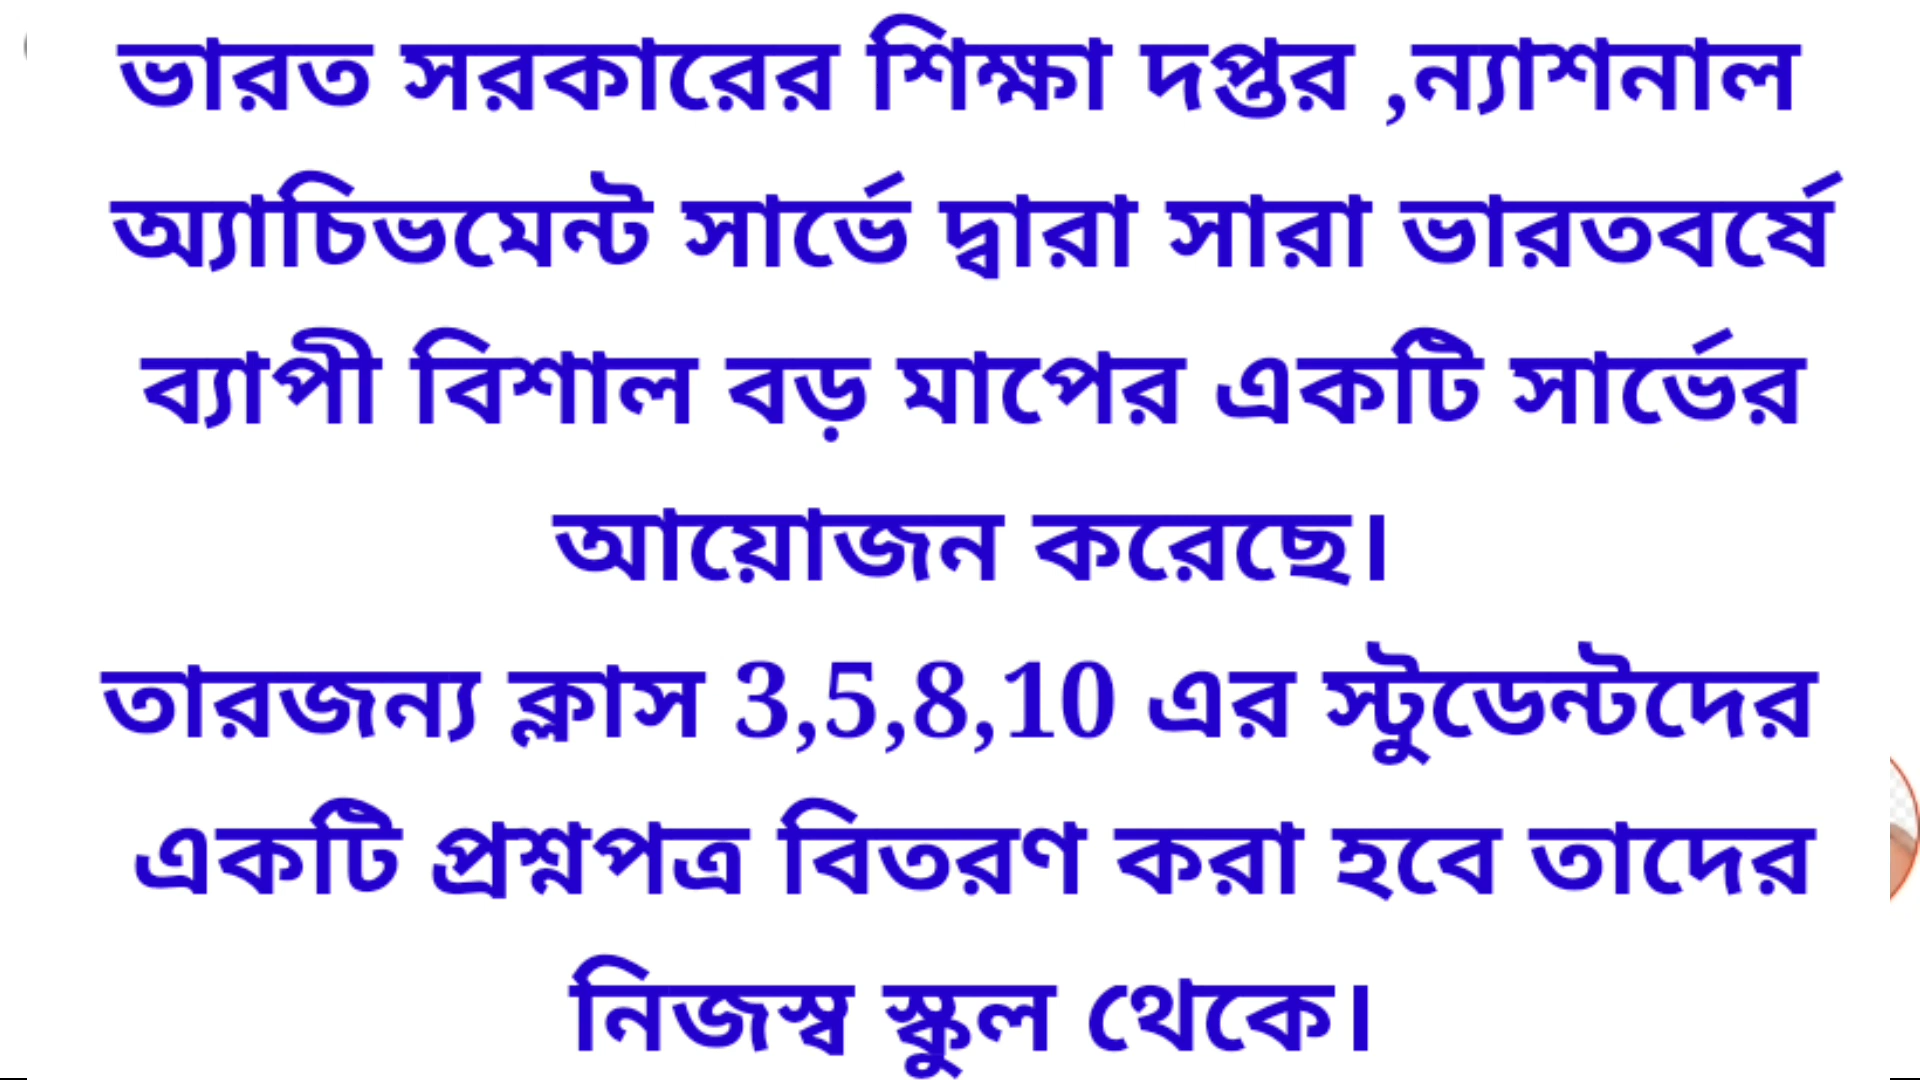 ভারত সরকারের শিক্ষা দপ্তর ,ন্যাশনাল
অ্যাচিভমেন্ট সার্ভে দ্বারা সারা ভারতবর্ষে
ব্যাপী বিশাল বড় মাপের একটি সার্ভের
আয়োজন করেছে।
তারজন্য ক্লাস 3,5,8,10 এর স্টুডেন্টদের
একটি প্রশ্নপত্র বিতরণ করা হবে তাদের
নিজস্ব স্কুল থেকে।